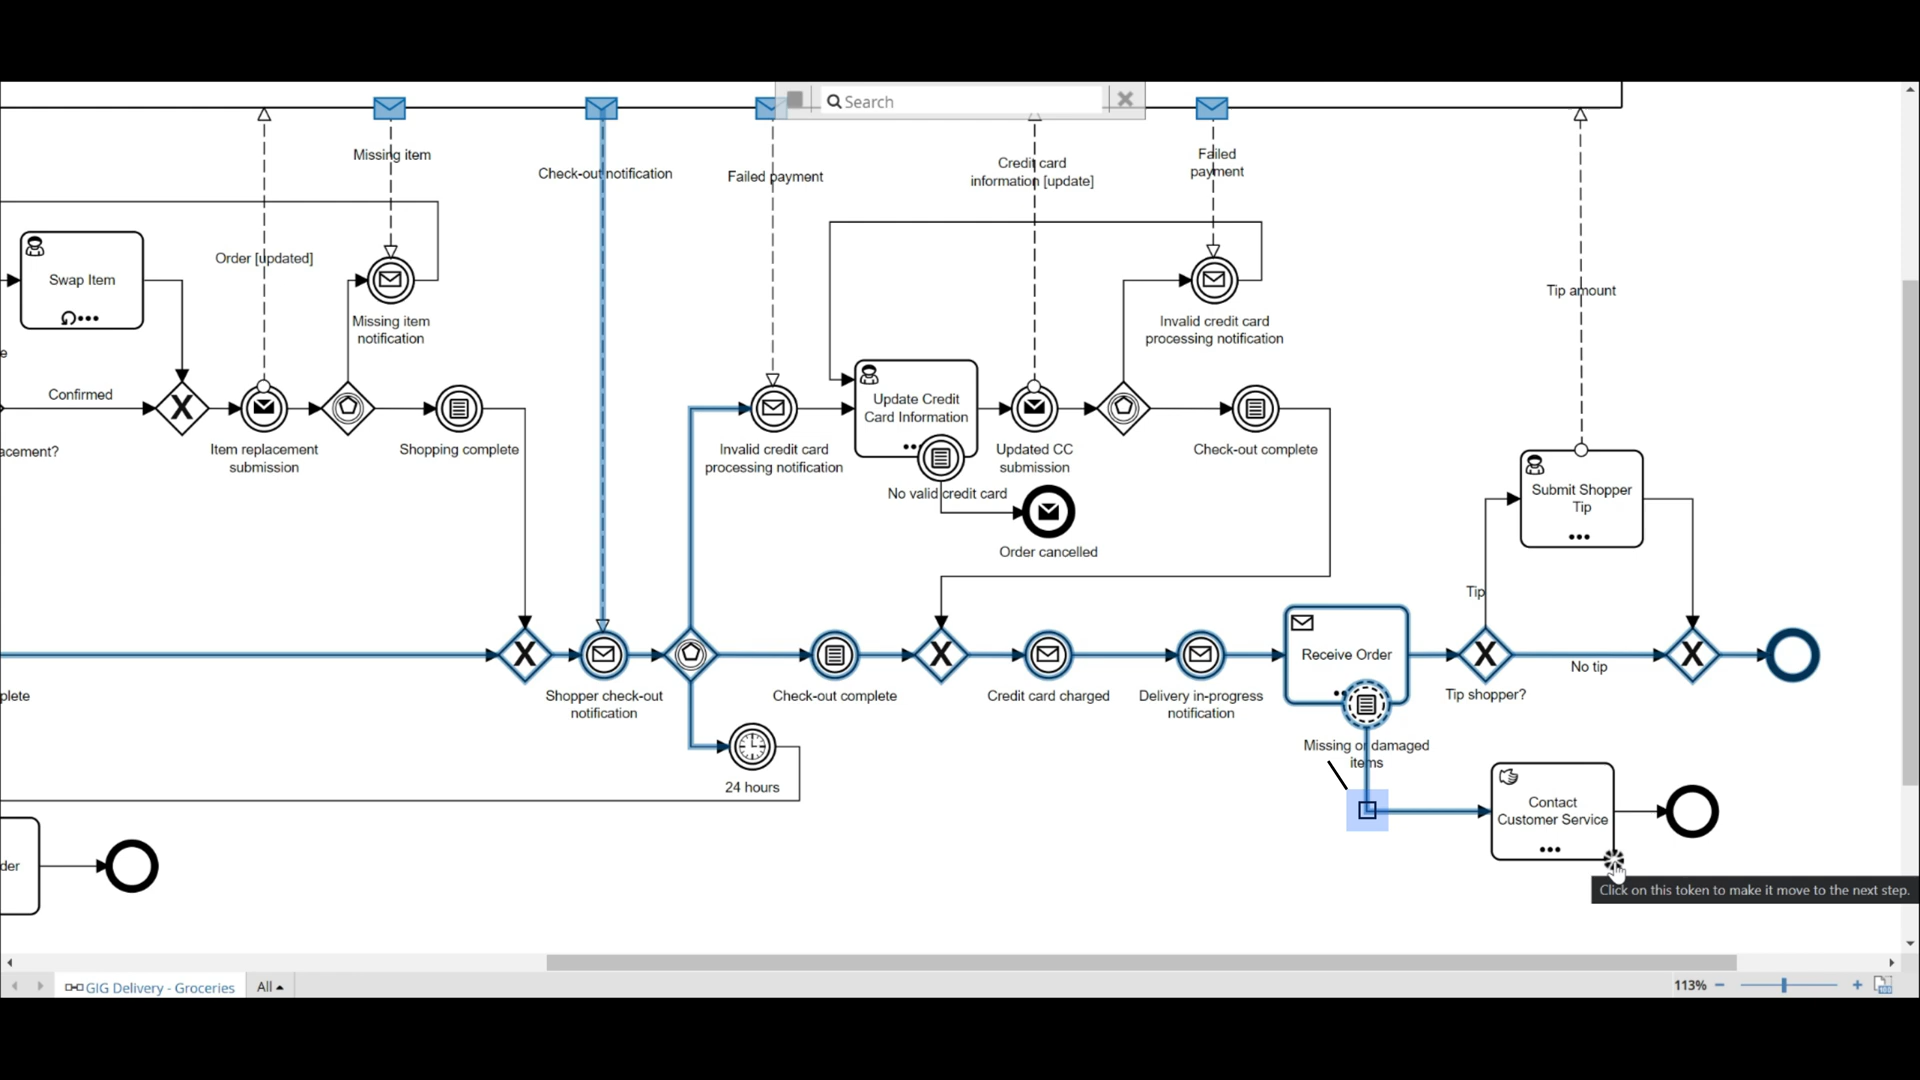 Search
Missing item
Check-out notification
Failed payment
Credit card
information [update]
Failed
payment
Order [updated]
Tip amount
Swap Item
Missing item
notification
Invalid credit card
processing notification
e
Confirmed
X
Update Credit
Card Information
acement?
Item replacement
submission
Shopping complete
Invalid credit card
processing notification
Updated CC
submission
Check-out complete
No valid credit card
Order cancelled
Submit Shopper
Tip
Tip
X
X
Receive Order
X
No tip
X
plete
Shopper check-out
notification
Check-out complete
Credit card charged
Delivery in-progress
notification
Tip shopper?
Missing or damaged
items
24 hours
Contact
Customer Service
der
Click on this token to make it move to the next step.
GIG Delivery - Groceries
All
113%